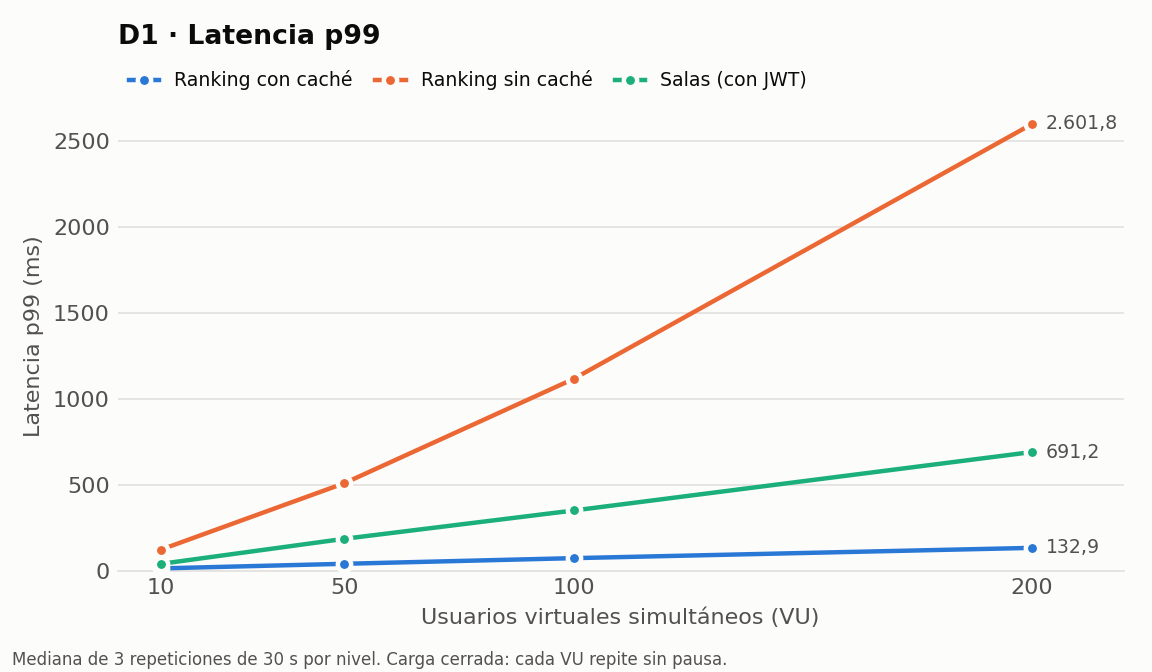 D1 · Latencia p99
Ranking con caché Ranking sin caché Salas (con JWT)
Latencia p99 (ms)
2500
2000
1500
1000
500
0
2.601,8
691,2
132,9
10 50 100 200
Usuarios virtuales simultáneos (VU)
Mediana de 3 repeticiones de 30 s por nivel. Carga cerrada: cada VU repite sin pausa.